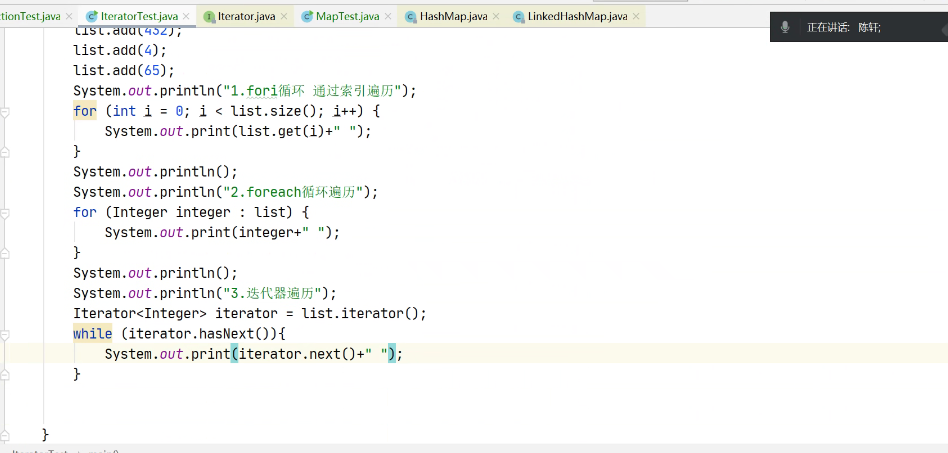 ctionTest.java × IteratorTest.java × Iterator.java × MapTest.java × HashMap.java × LinkedHashMap.java ×
正在讲话: 陈轩;
list.add(432);
list.add(4);
list.add(65);
System.out.println("1.fori循环 通过索引遍历");
for (int i = 0; i < list.size(); i++) {
System.out.print(list.get(i)+" ");
}
System.out.println();
System.out.println("2.foreach循环遍历");
for (Integer integer : list) {
System.out.print(integer+" ");
}
System.out.println();
System.out.println("3.迭代器遍历");
Iterator<Integer> iterator = list.iterator();
while (iterator.hasNext()){
System.out.print(iterator.next()+" ");
}
}